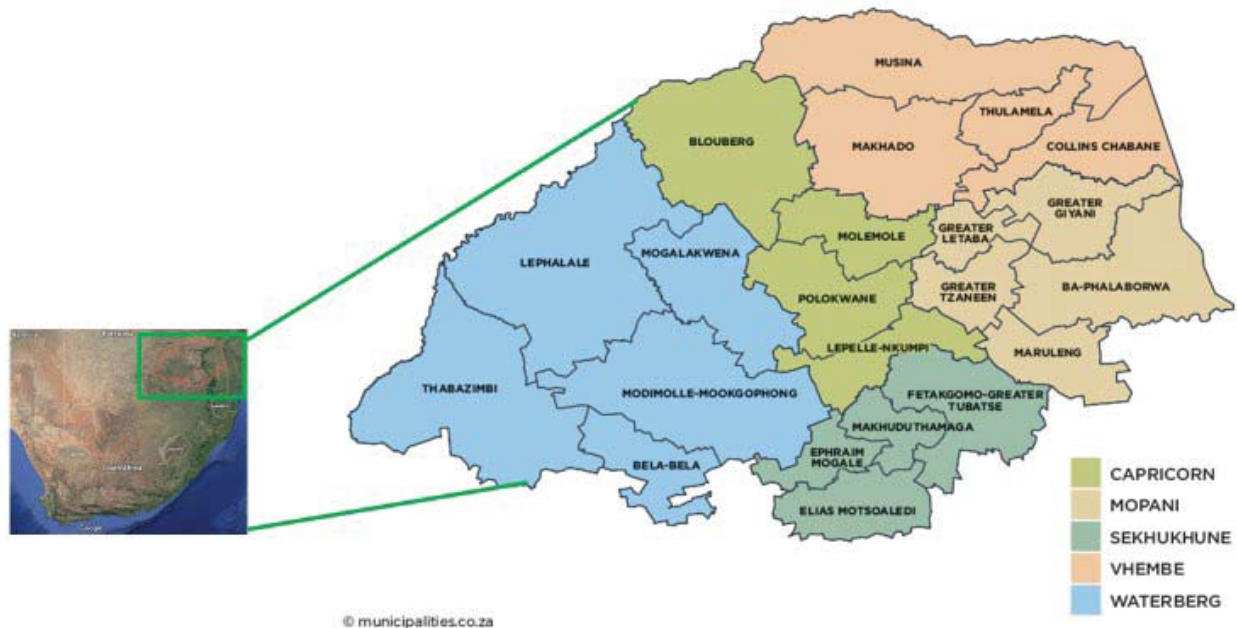 MUSINA
THULAMELA
BLOUBERG
MAKHADO
COLLINS CHABANE
GREATER
GIYANI
MOLEMOLE
GREATER
LETABA
MOGALAKWENA
LEPHALALE
GREATER
TZANEEN
BA-PHALABORWA
POLOKWANE
LEPELLE-NKUMPI
MARULENG
THABAZIMBI
MODIMOLLE-MOOKGOPHONG
FETAKGOMO-GREATER
TUBATSE
MAKHUDUTHAMAGA
EPHRAIM
MOGALE
BELA-BELA
ELIAS MOTSOALEDI
CAPRICORN
MOPANI
SEKHUKHUNE
VHEMBE
WATERBERG
© municipalities.co.za